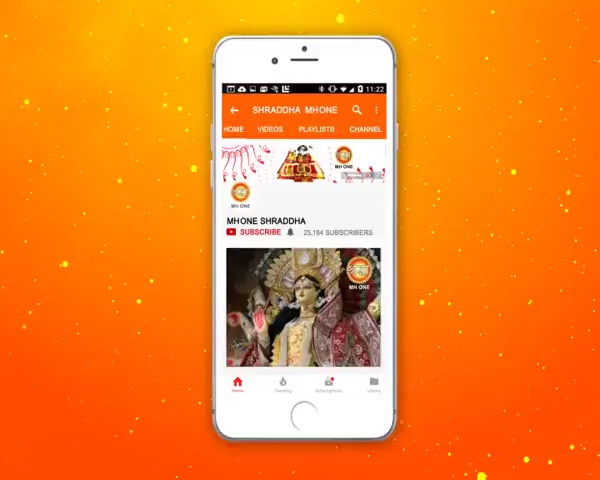 11:22
SHRADDHA MHONE
HOME VIDEOS PLAYLISTS CHANNEL
MH ONE
MH ONE
MHONE SHRADDHA
SUBSCRIBE 25,184 SUBSCRIBERS
MH ONE
Home Trending Subscriptions Library